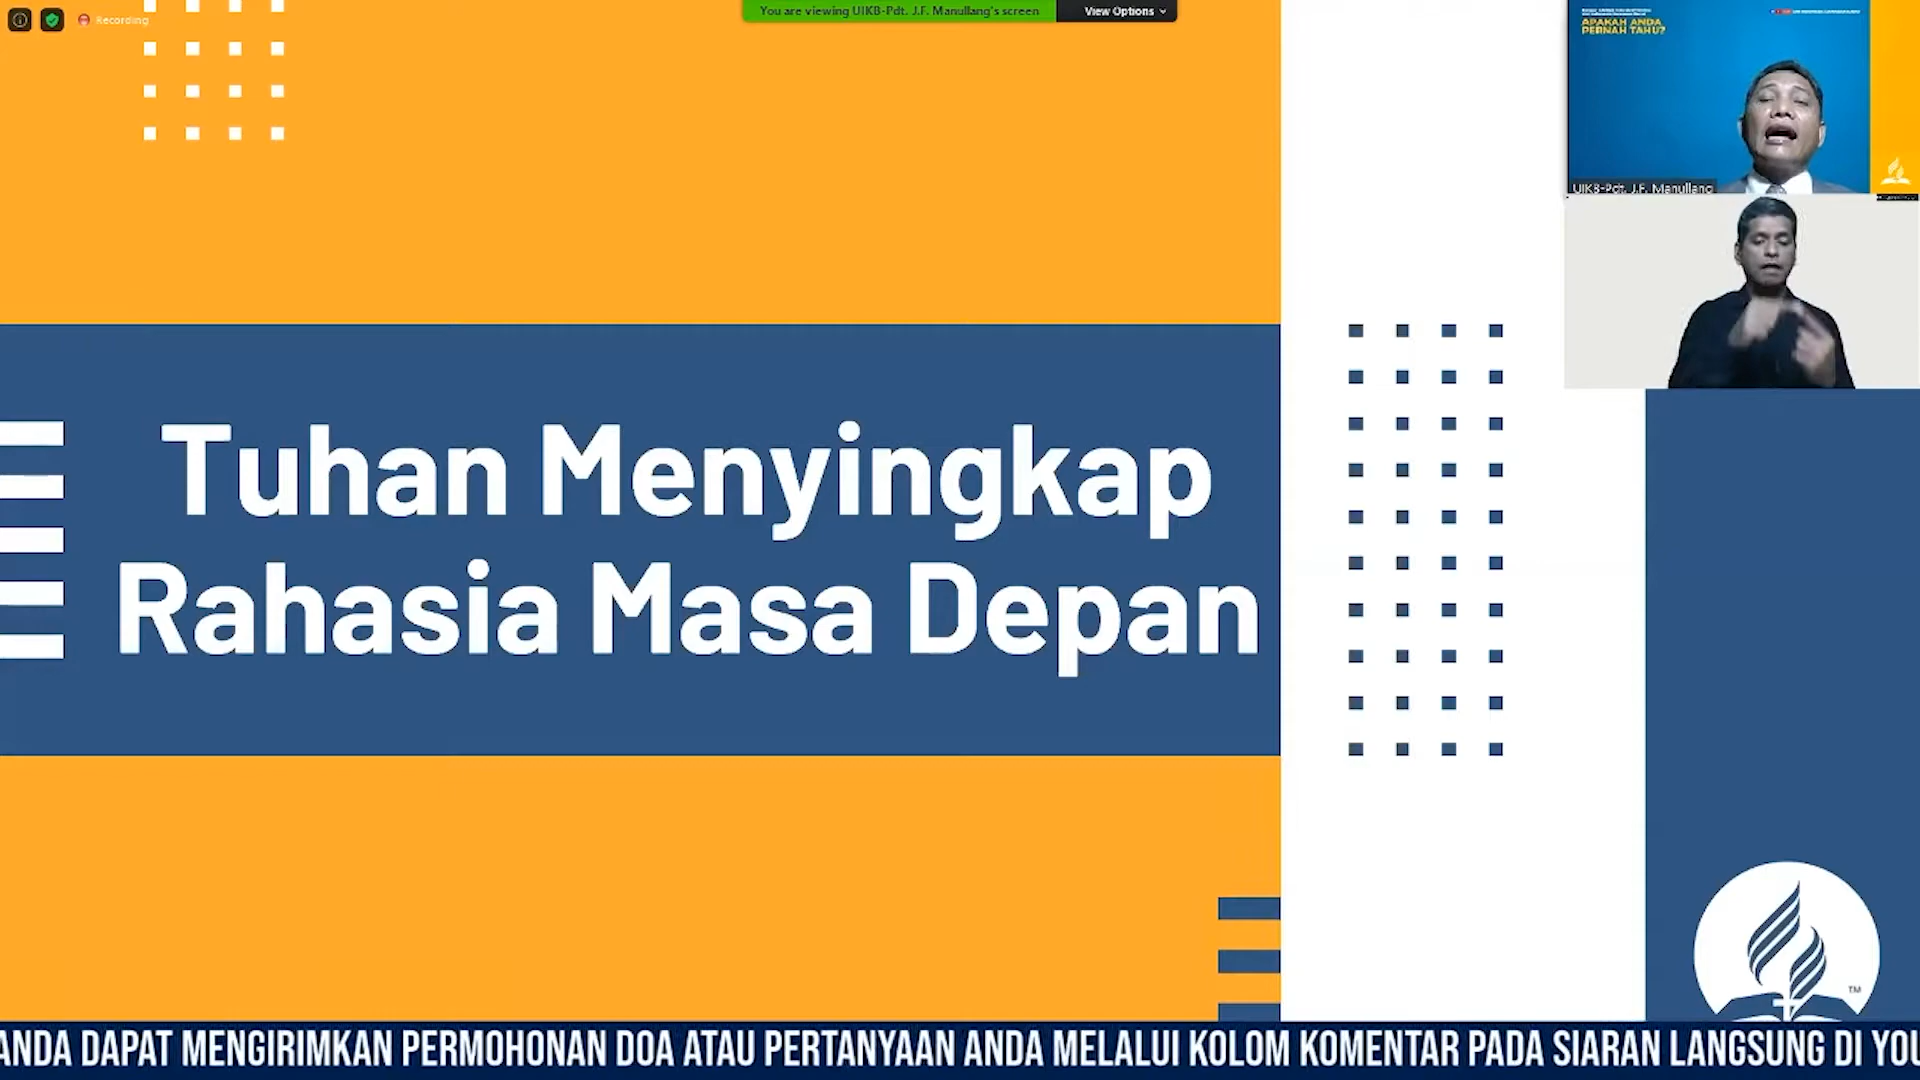 Recording
You are viewing UIKB-Pdt. J.F. Manullang's screen
View Options
APAKAH ANDA
PERNAH TAHU?
UIKB-Pdt. J.F. Manullang
Tuhan Menyingkap
Rahasia Masa Depan
TM
ANDA DAPAT MENGIRIMKAN PERMOHONAN DOA ATAU PERTANYAAN ANDA MELALUI KOLOM KOMENTAR PADA SIARAN LANGSUNG DI YOU